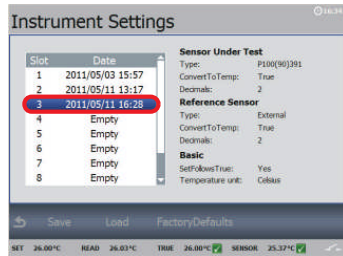 Instrument Settings
16:34
Slot Date
1 2011/05/03 15:57
2 2011/05/11 13:17
3 2011/05/11 16:28
4 Empty
5 Empty
6 Empty
7 Empty
8 Empty
Sensor Under Test
Type: P100(90)391
ConvertToTemp: True
Decimals: 2
Reference Sensor
Type: External
ConvertToTemp: True
Decimals: 2
Basic
SetFollowsTrue: Yes
Temperature unit: Celsius
Save Load FactoryDefaults
SET 26.00°C READ 26.03°C TRUE 26.00°C SENSOR 25.37°C